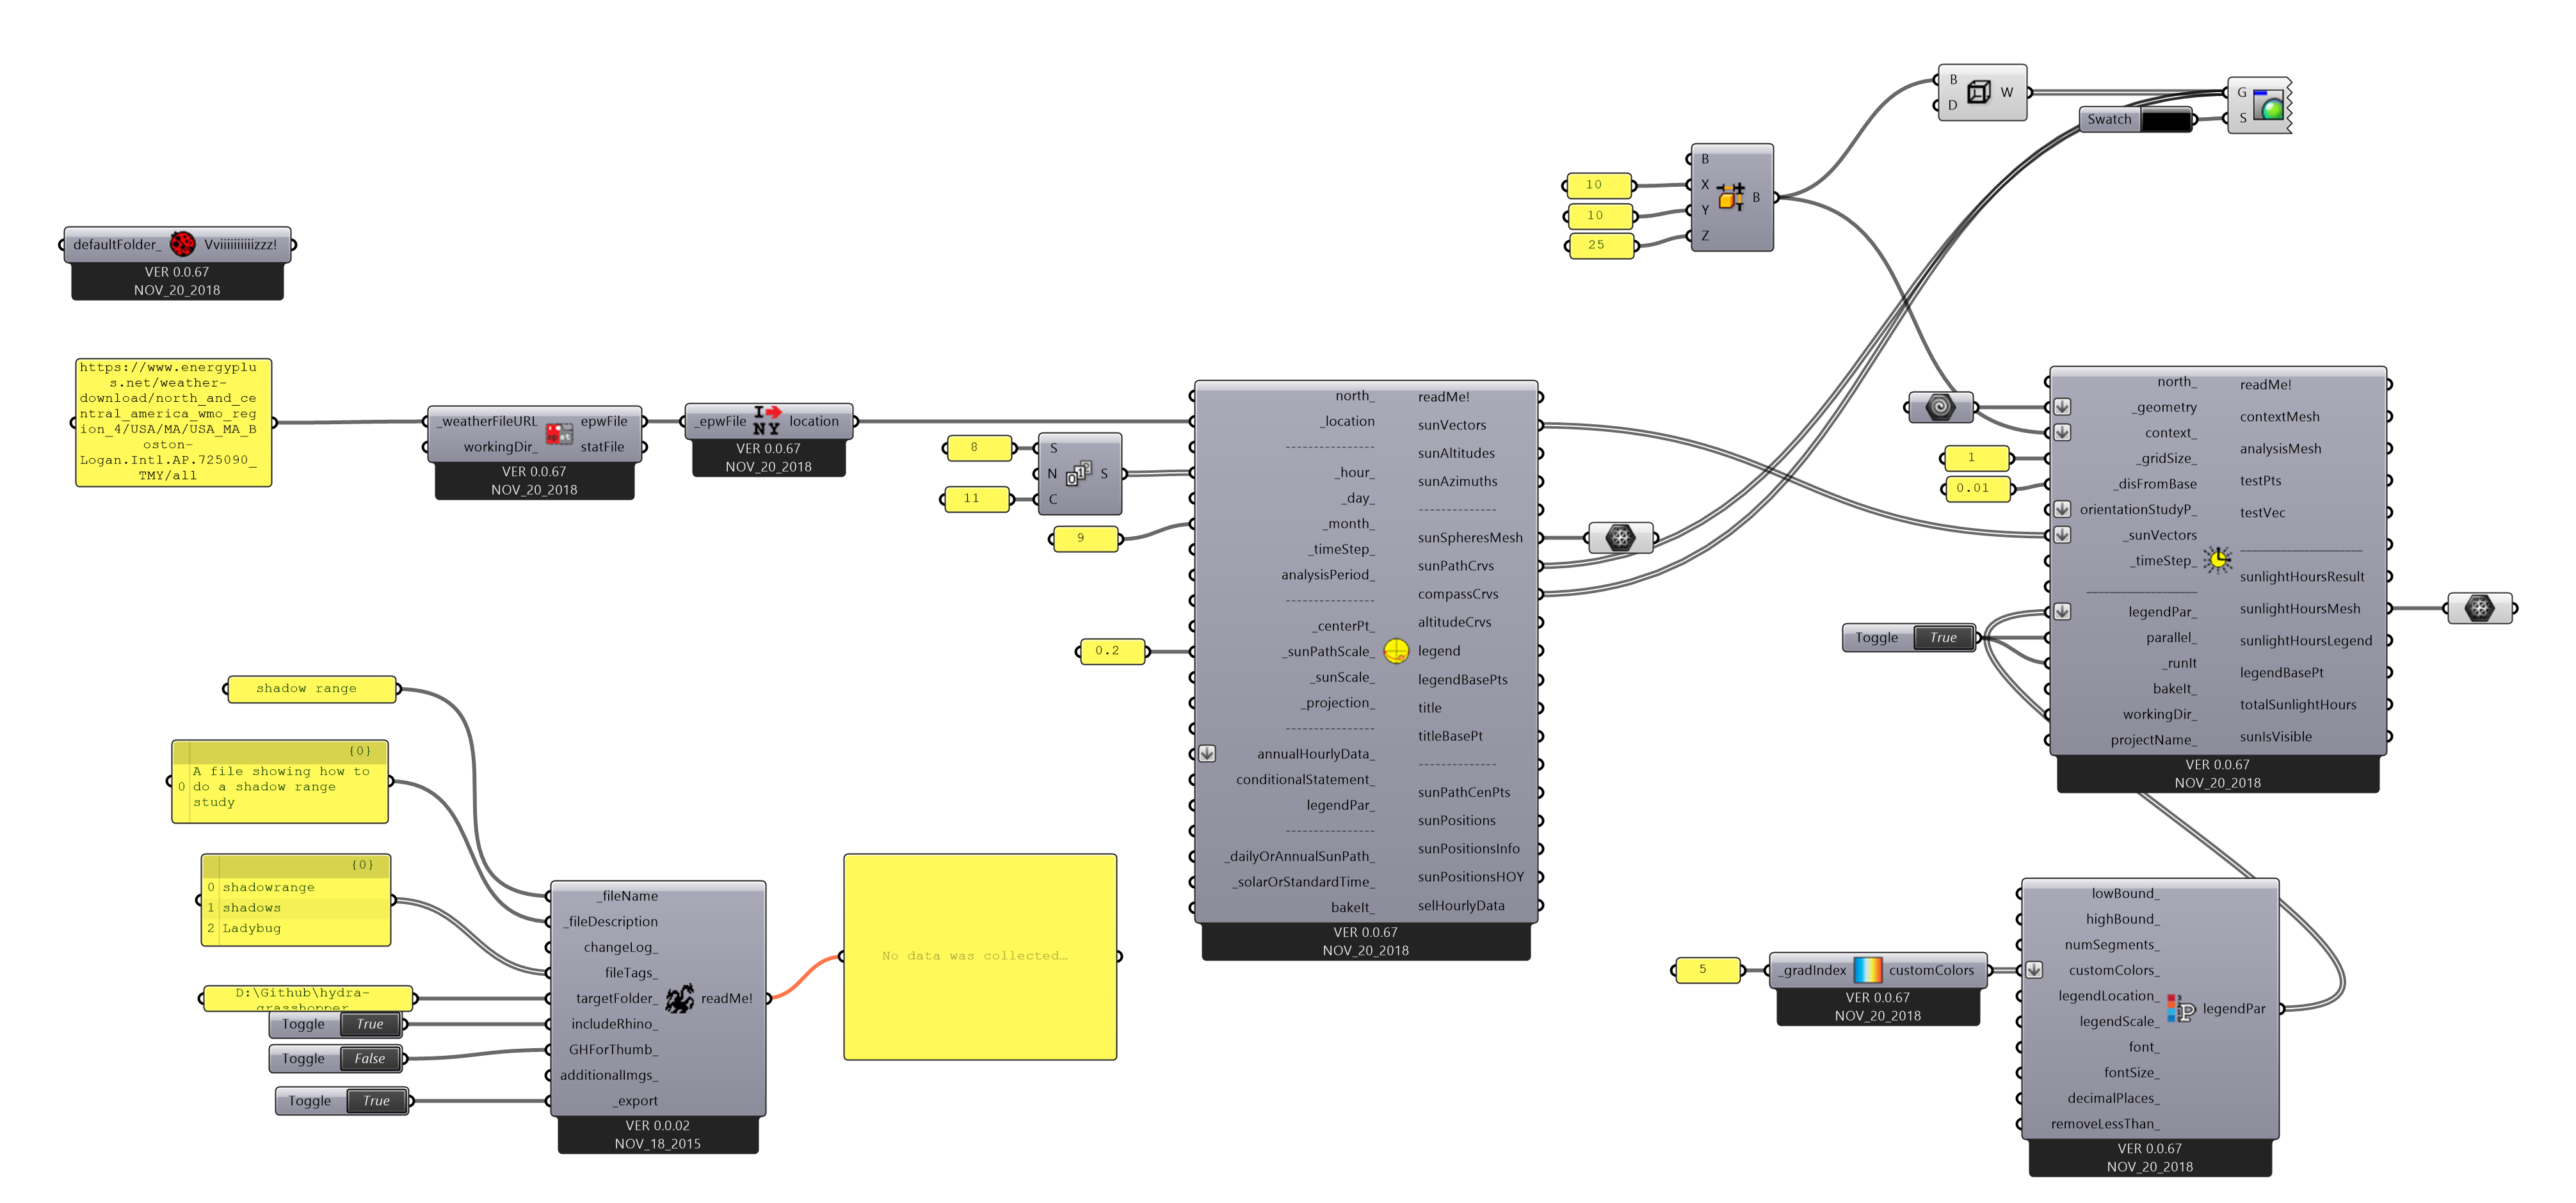 B
D
W
G
S
Swatch
B
X
Y
Z
B
10
10
25
defaultFolder_
Vviiiiiiiiiizzz!
VER 0.0.67
NOV_20_2018
https://www.energyplu
s.net/weather-
download/north_and_ce
ntral_america_wmo_reg
ion_4/USA/MA/USA_MA_B
oston-
Logan.Intl.AP.725090_
TMY/all
_weatherFileURL
workingDir_
epwFile
statFile
VER 0.0.67
NOV_20_2018
_epwFile
location
VER 0.0.67
NOV_20_2018
8
11
S
N
C
S
9
0.2
north_
_location
---------------
_hour_
_day_
_month_
_timeStep_
analysisPeriod_
---------------
_centerPt_
_sunPathScale_
_sunScale_
_projection_
---------------
annualHourlyData_
conditionalStatement_
legendPar_
---------------
_dailyOrAnnualSunPath_
_solarOrStandardTime_
bakeIt_
readMe!
sunVectors
sunAltitudes
sunAzimuths
-------------
sunSpheresMesh
sunPathCrvs
compassCrvs
altitudeCrvs
legend
legendBasePts
title
titleBasePt
-------------
sunPathCenPts
sunPositions
sunPositionsInfo
sunPositionsHOY
selHourlyData
VER 0.0.67
NOV_20_2018
1
0.01
Toggle
True
north_
_geometry
context_
_gridSize_
_disFromBase
orientationStudyP_
_sunVectors
_timeStep_
____________________
legendPar_
parallel_
_runIt
bakeIt_
workingDir_
projectName_
readMe!
contextMesh
analysisMesh
testPts
testVec
____________________
sunlightHoursResult
sunlightHoursMesh
sunlightHoursLegend
legendBasePt
totalSunlightHours
sunIsVisible
VER 0.0.67
NOV_20_2018
shadow range
{0}
0 A file showing how to
do a shadow range
study
{0}
0 shadowrange
1 shadows
2 Ladybug
D:\Github\hydra-
grasshopper
Toggle True
Toggle False
Toggle True
_fileName
_fileDescription
changeLog_
fileTags_
targetFolder_
includeRhino_
GHForThumb_
additionalImgs_
_export
readMe!
VER 0.0.02
NOV_18_2015
No data was collected…
5
_gradIndex
customColors
VER 0.0.67
NOV_20_2018
lowBound_
highBound_
numSegments_
customColors_
legendLocation_
legendScale_
font_
fontSize_
decimalPlaces_
removeLessThan_
legendPar
VER 0.0.67
NOV_20_2018